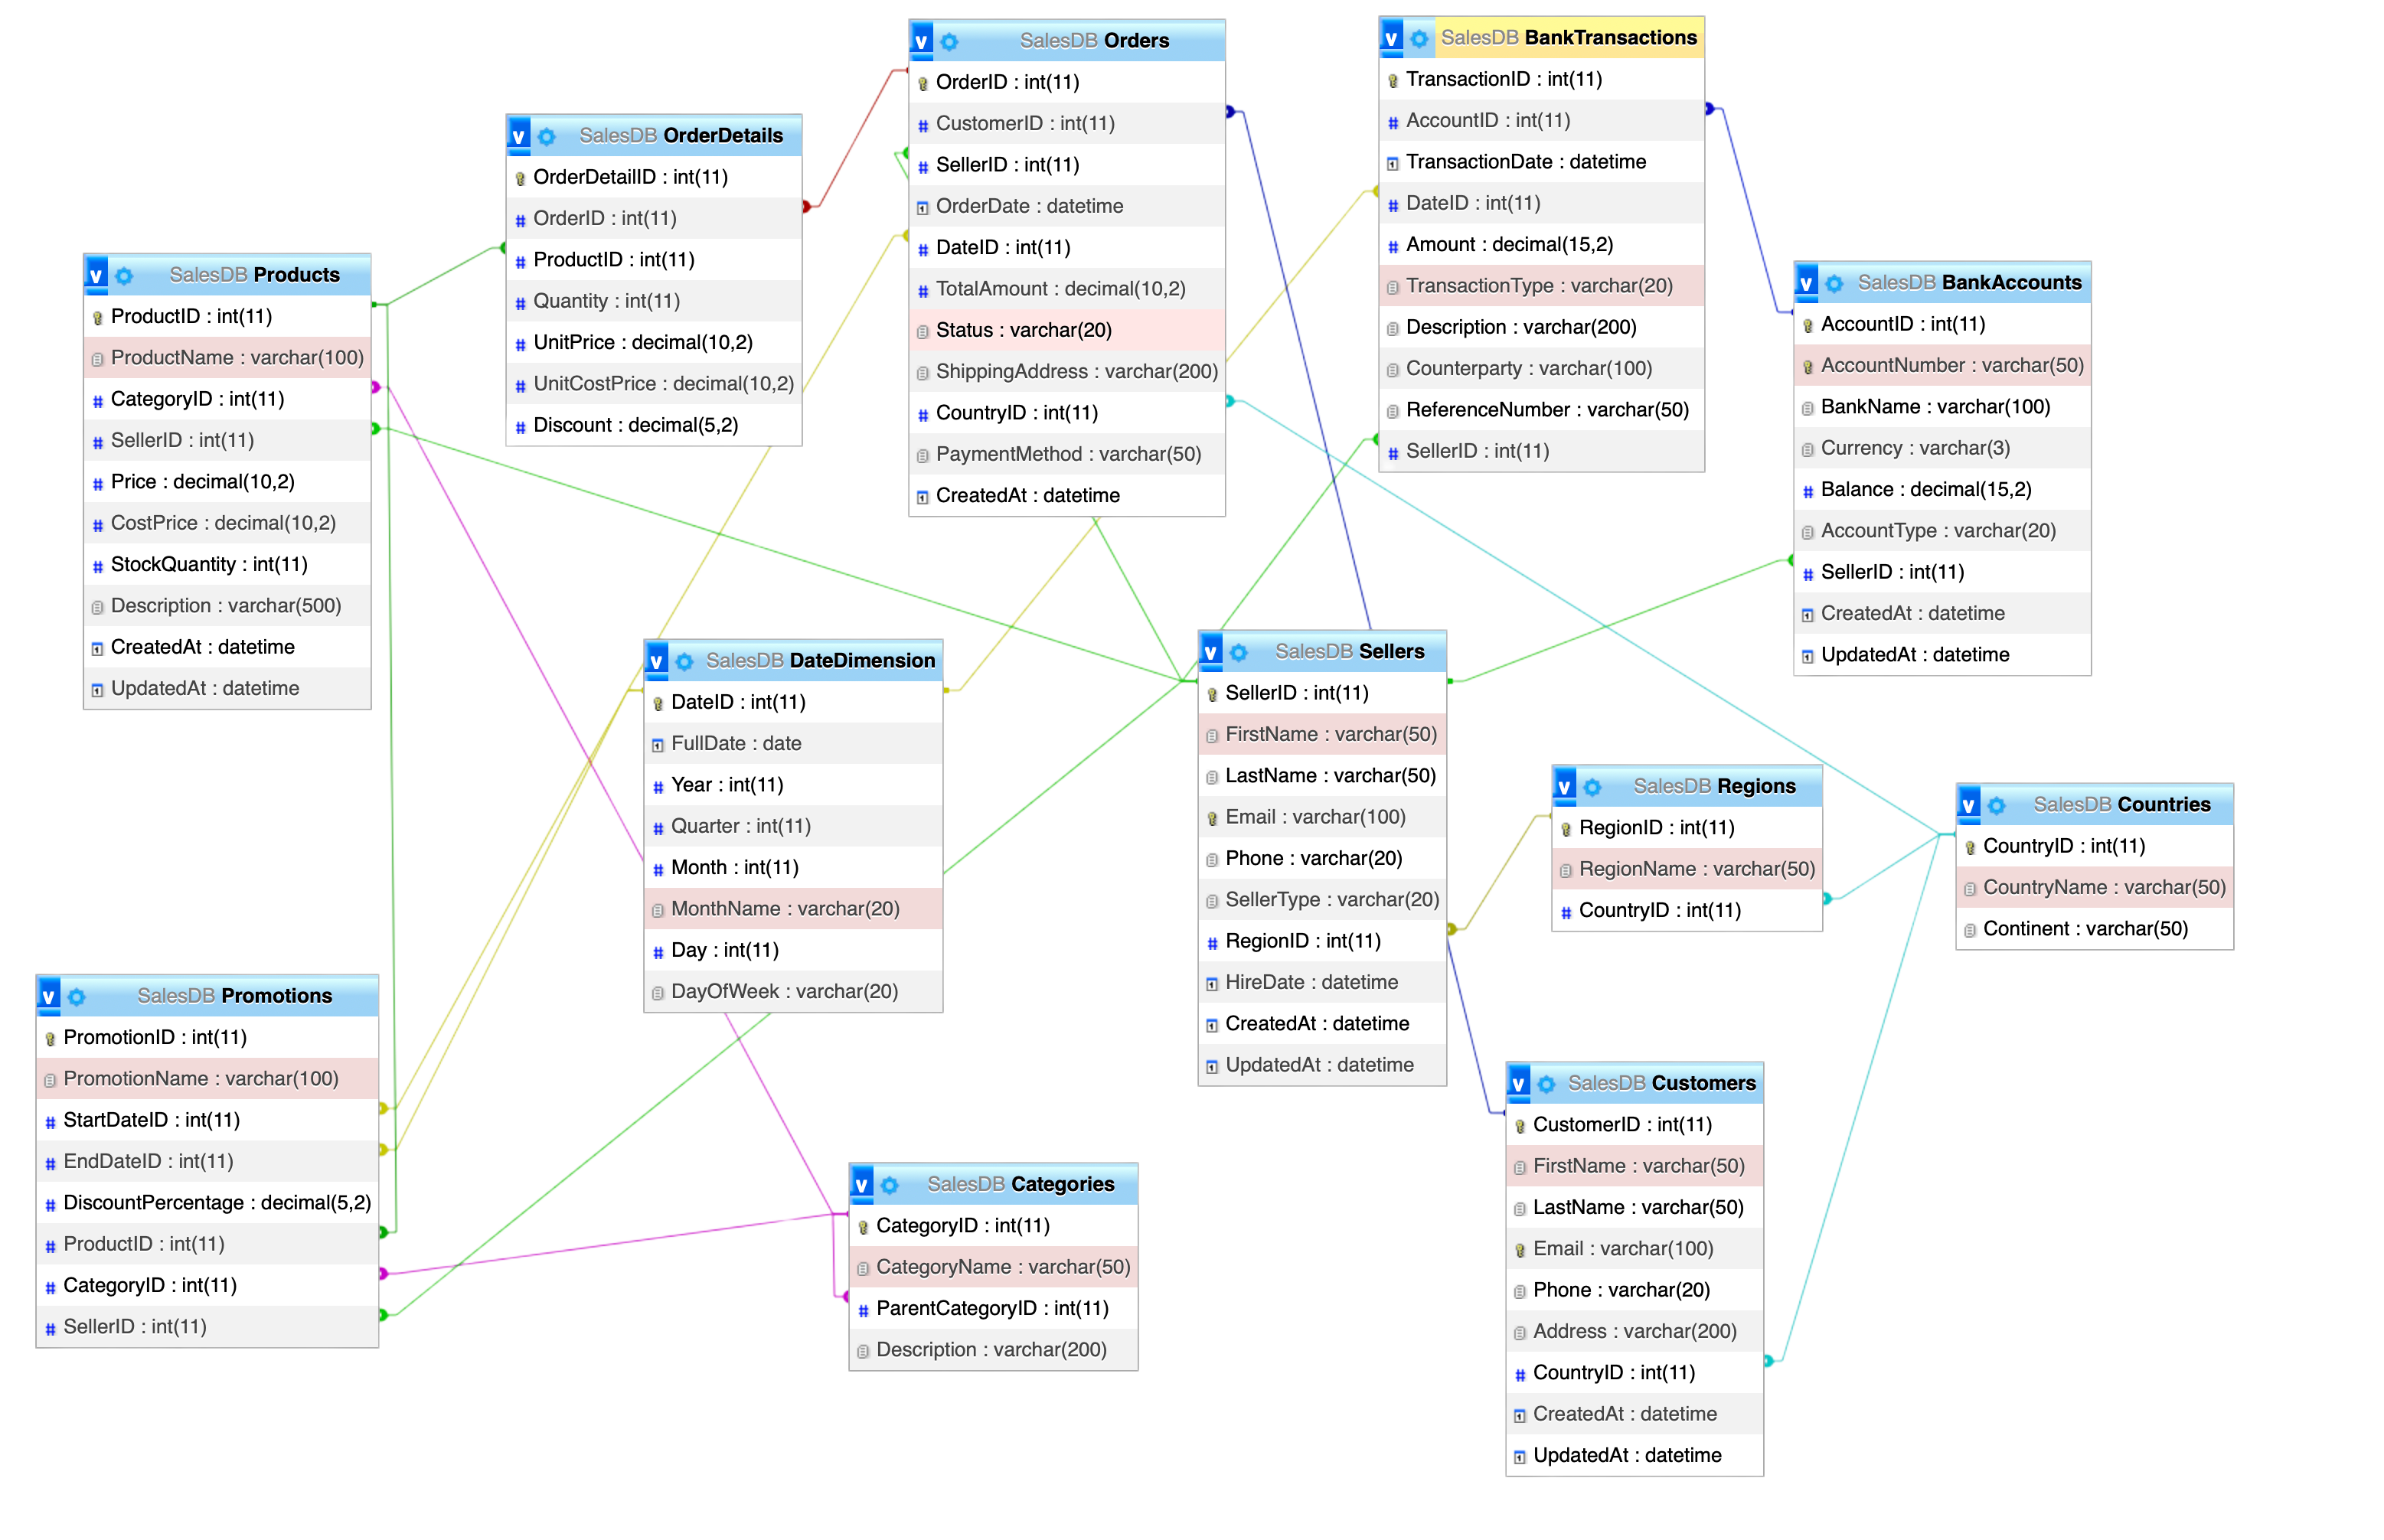 SalesDB Products
ProductID : int(11)
ProductName : varchar(100)
CategoryID : int(11)
SellerID : int(11)
Price : decimal(10,2)
CostPrice : decimal(10,2)
StockQuantity : int(11)
Description : varchar(500)
CreatedAt : datetime
UpdatedAt : datetime
SalesDB OrderDetails
OrderDetailID : int(11)
OrderID : int(11)
ProductID : int(11)
Quantity : int(11)
UnitPrice : decimal(10,2)
UnitCostPrice : decimal(10,2)
Discount : decimal(5,2)
SalesDB Orders
OrderID : int(11)
CustomerID : int(11)
SellerID : int(11)
OrderDate : datetime
DateID : int(11)
TotalAmount : decimal(10,2)
Status : varchar(20)
ShippingAddress : varchar(200)
CountryID : int(11)
PaymentMethod : varchar(50)
CreatedAt : datetime
SalesDB BankTransactions
TransactionID : int(11)
AccountID : int(11)
TransactionDate : datetime
DateID : int(11)
Amount : decimal(15,2)
TransactionType : varchar(20)
Description : varchar(200)
Counterparty : varchar(100)
ReferenceNumber : varchar(50)
SellerID : int(11)
SalesDB BankAccounts
AccountID : int(11)
AccountNumber : varchar(50)
BankName : varchar(100)
Currency : varchar(3)
Balance : decimal(15,2)
AccountType : varchar(20)
SellerID : int(11)
CreatedAt : datetime
UpdatedAt : datetime
SalesDB DateDimension
DateID : int(11)
FullDate : date
Year : int(11)
Quarter : int(11)
Month : int(11)
MonthName : varchar(20)
Day : int(11)
DayOfWeek : varchar(20)
SalesDB Sellers
SellerID : int(11)
FirstName : varchar(50)
LastName : varchar(50)
Email : varchar(100)
Phone : varchar(20)
SellerType : varchar(20)
RegionID : int(11)
HireDate : datetime
CreatedAt : datetime
UpdatedAt : datetime
SalesDB Regions
RegionID : int(11)
RegionName : varchar(50)
CountryID : int(11)
SalesDB Countries
CountryID : int(11)
CountryName : varchar(50)
Continent : varchar(50)
SalesDB Promotions
PromotionID : int(11)
PromotionName : varchar(100)
StartDateID : int(11)
EndDateID : int(11)
DiscountPercentage : decimal(5,2)
ProductID : int(11)
CategoryID : int(11)
SellerID : int(11)
SalesDB Categories
CategoryID : int(11)
CategoryName : varchar(50)
ParentCategoryID : int(11)
Description : varchar(200)
SalesDB Customers
CustomerID : int(11)
FirstName : varchar(50)
LastName : varchar(50)
Email : varchar(100)
Phone : varchar(20)
Address : varchar(200)
CountryID : int(11)
CreatedAt : datetime
UpdatedAt : datetime